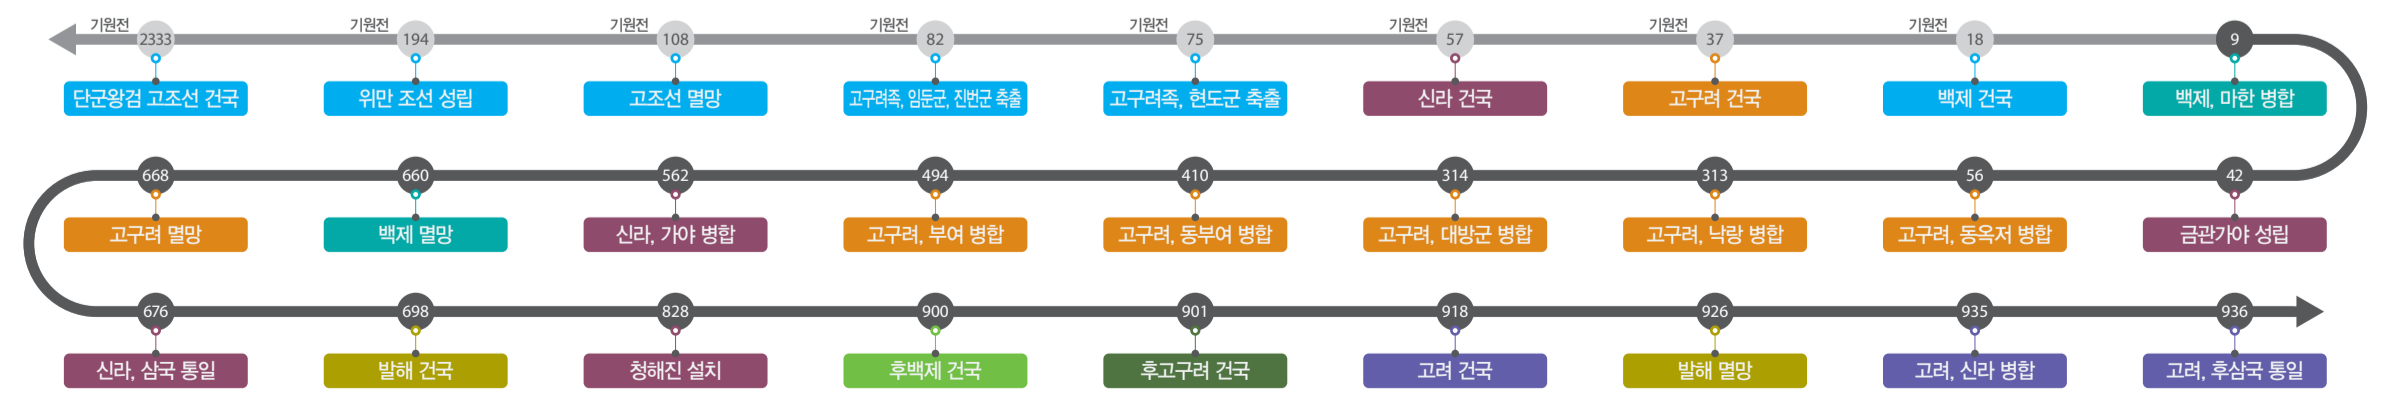 기원전 2333 기원전 194 기원전 108 기원전 82 기원전 75 기원전 57 기원전 37 기원전 18 9
단군왕검 고조선 건국 위만 조선 성립 고조선 멸망 고구려족, 임둔군, 진번군 축출 고구려족, 현도군 축출 신라 건국 고구려 건국 백제 건국 백제, 마한 병합
668 660 562 494 410 314 313 56 42
고구려 멸망 백제 멸망 신라, 가야 병합 고구려, 부여 병합 고구려, 동부여 병합 고구려, 대방군 병합 고구려, 낙랑 병합 고구려, 동옥저 병합 금관가야 성립
676 698 828 900 901 918 926 935 936
신라, 삼국 통일 발해 건국 청해진 설치 후백제 건국 후고구려 건국 고려 건국 발해 멸망 고려, 신라 병합 고려, 후삼국 통일